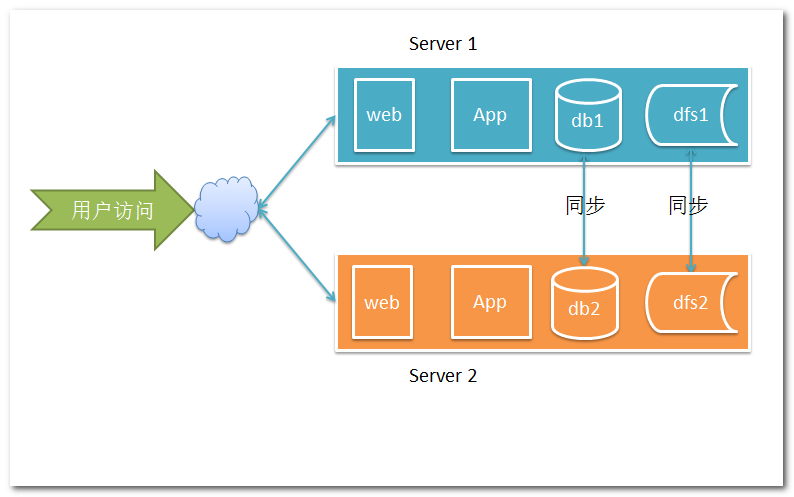 Server 1
web
App
db1
dfs1
用户访问
同步
同步
web
App
db2
dfs2
Server 2